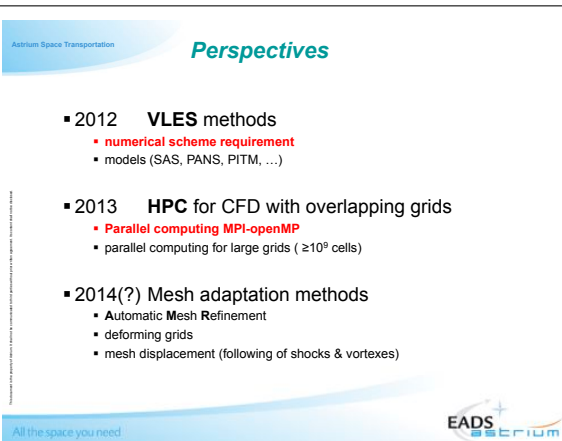 Astrium Space Transportation
Perspectives
▪ 2012 VLES methods
▪ numerical scheme requirement
▪ models (SAS, PANS, PITM, …)
▪ 2013 HPC for CFD with overlapping grids
▪ Parallel computing MPI-openMP
▪ parallel computing for large grids ( ≥10⁹ cells)
▪ 2014(?) Mesh adaptation methods
▪ Automatic Mesh Refinement
▪ deforming grids
▪ mesh displacement (following of shocks & vortexes)
All the space you need
EADS
astrium